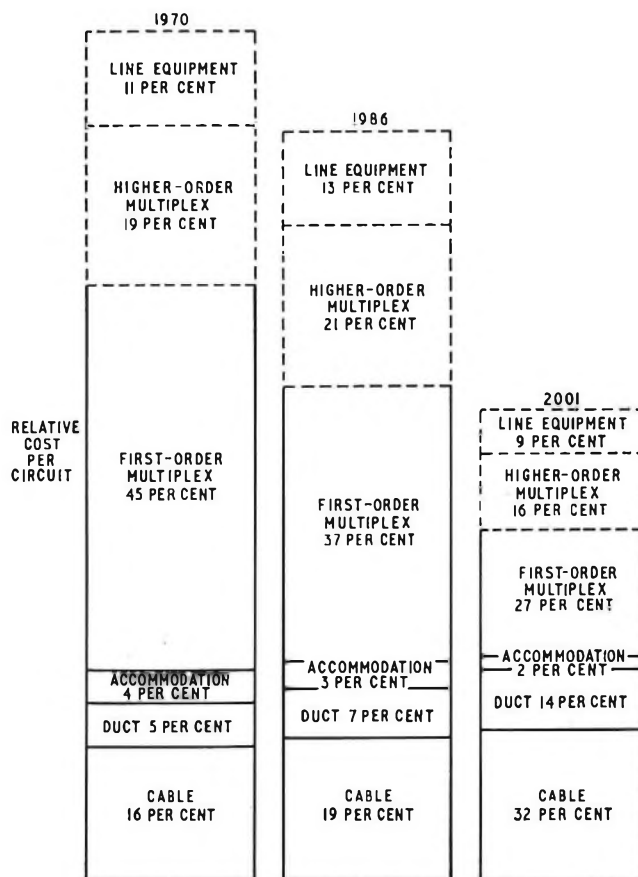 1970
LINE EQUIPMENT
11 PER CENT
HIGHER-ORDER
MULTIPLEX
19 PER CENT
FIRST-ORDER
MULTIPLEX
45 PER CENT
ACCOMMODATION
4 PER CENT
DUCT 5 PER CENT
CABLE
16 PER CENT
1986
LINE EQUIPMENT
13 PER CENT
HIGHER-ORDER
MULTIPLEX
21 PER CENT
FIRST-ORDER
MULTIPLEX
37 PER CENT
ACCOMMODATION
3 PER CENT
DUCT 7 PER CENT
CABLE
19 PER CENT
2001
LINE EQUIPMENT
9 PER CENT
HIGHER-ORDER
MULTIPLEX
16 PER CENT
FIRST-ORDER
MULTIPLEX
27 PER CENT
ACCOMMODATION
2 PER CENT
DUCT 14 PER CENT
CABLE
32 PER CENT
RELATIVE
COST
PER
CIRCUIT